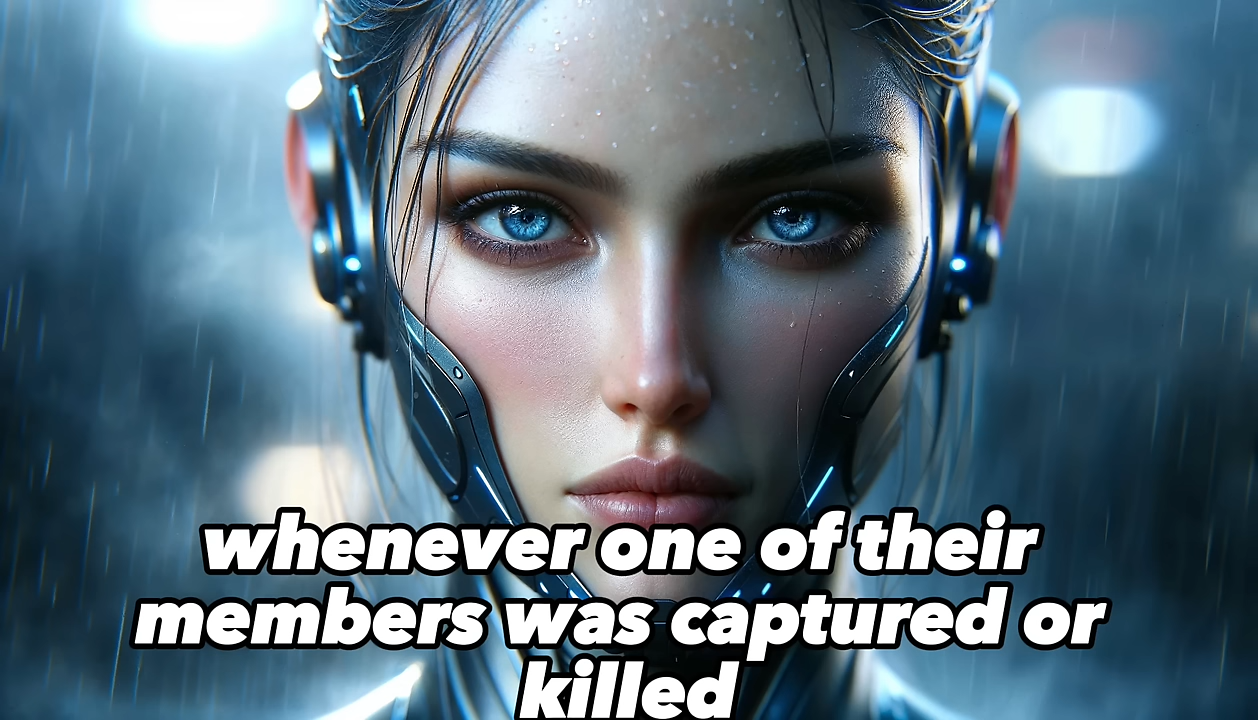 whenever one of their
members was captured or
killed